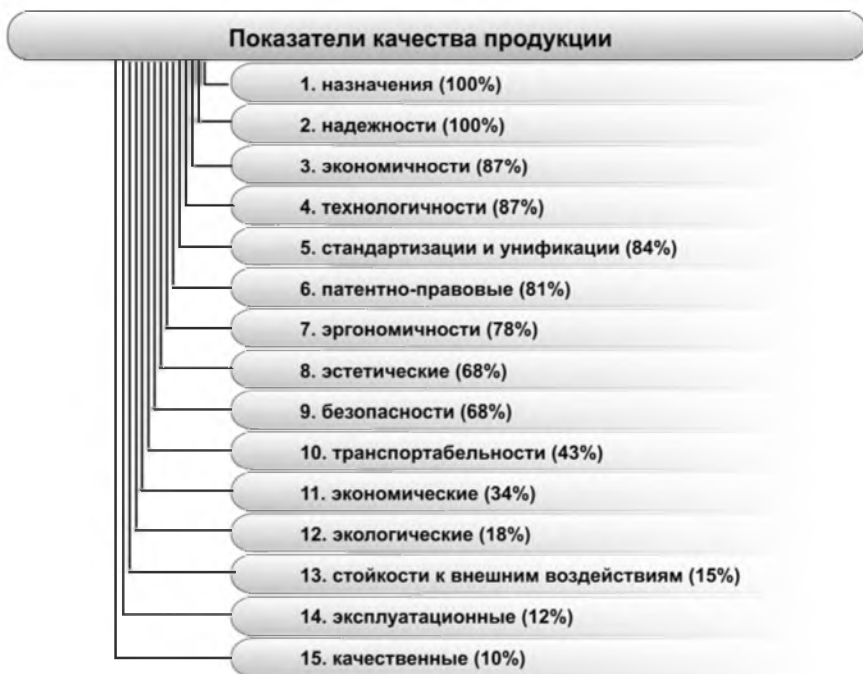 Показатели качества продукции
1. назначения (100%)
2. надежности (100%)
3. экономичности (87%)
4. технологичности (87%)
5. стандартизации и унификации (84%)
6. патентно-правовые (81%)
7. эргономичности (78%)
8. эстетические (68%)
9. безопасности (68%)
10. транспортабельности (43%)
11. экономические (34%)
12. экологические (18%)
13. стойкости к внешним воздействиям (15%)
14. эксплуатационные (12%)
15. качественные (10%)